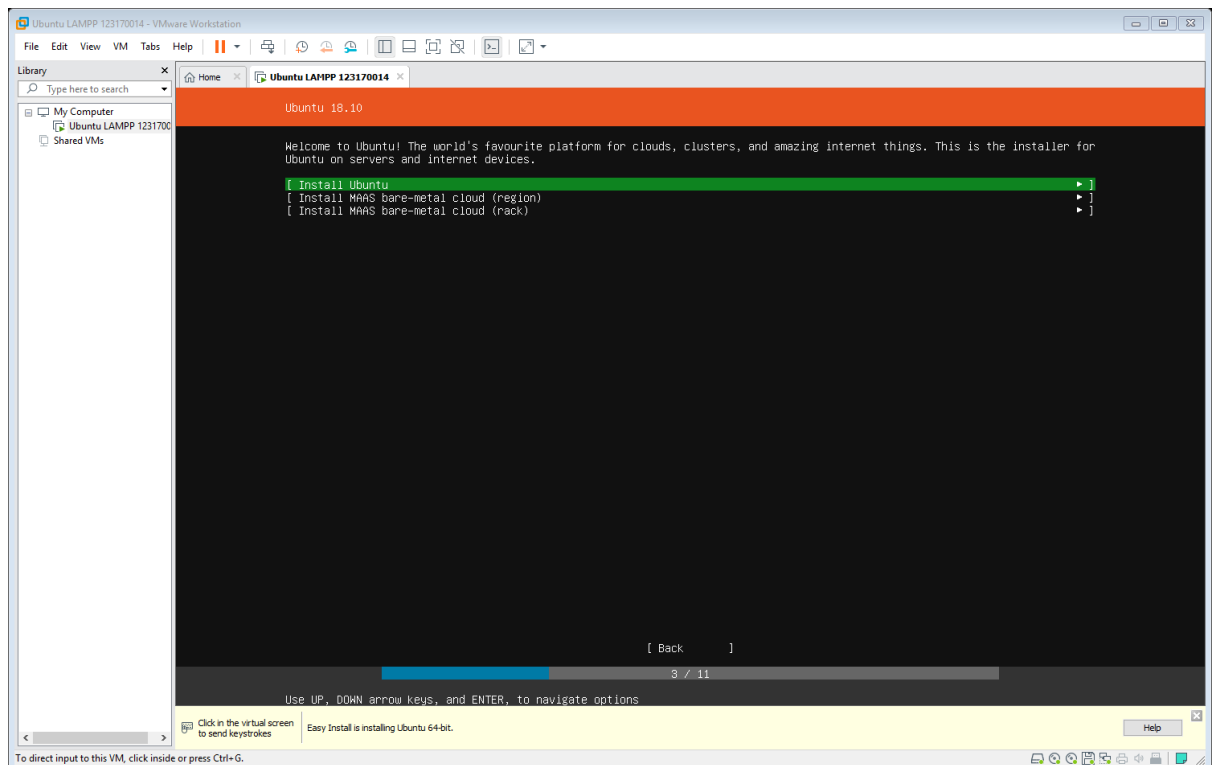 Ubuntu LAMPP 123170014 - VMware Workstation
File Edit View VM Tabs Help
Library
Type here to search
My Computer
Ubuntu LAMPP 1231700
Shared VMs
Home
Ubuntu LAMPP 123170014
Ubuntu 18.10
Welcome to Ubuntu! The world's favourite platform for clouds, clusters, and amazing internet things. This is the installer for
Ubuntu on servers and internet devices.
[ Install Ubuntu ► ]
[ Install MAAS bare-metal cloud (region) ► ]
[ Install MAAS bare-metal cloud (rack) ► ]
[ Back ]
3 / 11
Use UP, DOWN arrow keys, and ENTER, to navigate options
Click in the virtual screen
to send keystrokes
Easy Install is installing Ubuntu 64-bit.
Help
To direct input to this VM, click inside or press Ctrl+G.